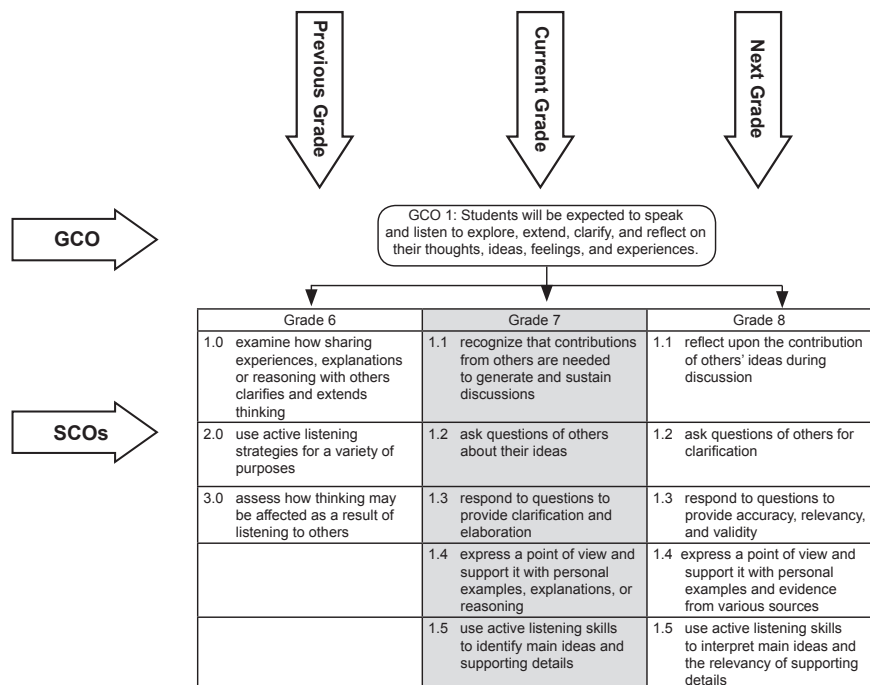 Previous Grade
Current Grade
Next Grade
GCO
GCO 1: Students will be expected to speak
and listen to explore, extend, clarify, and reflect on
their thoughts, ideas, feelings, and experiences.
SCOs
Grade 6
Grade 7
Grade 8
1.0 examine how sharing
experiences, explanations
or reasoning with others
clarifies and extends
thinking
1.1 recognize that contributions
from others are needed
to generate and sustain
discussions
1.1 reflect upon the contribution
of others' ideas during
discussion
2.0 use active listening
strategies for a variety of
purposes
1.2 ask questions of others
about their ideas
1.2 ask questions of others for
clarification
3.0 assess how thinking may
be affected as a result of
listening to others
1.3 respond to questions to
provide clarification and
elaboration
1.3 respond to questions to
provide accuracy, relevancy,
and validity
1.4 express a point of view and
support it with personal
examples, explanations, or
reasoning
1.4 express a point of view and
support it with personal
examples and evidence
from various sources
1.5 use active listening skills
to identify main ideas and
supporting details
1.5 use active listening skills
to interpret main ideas and
the relevancy of supporting
details